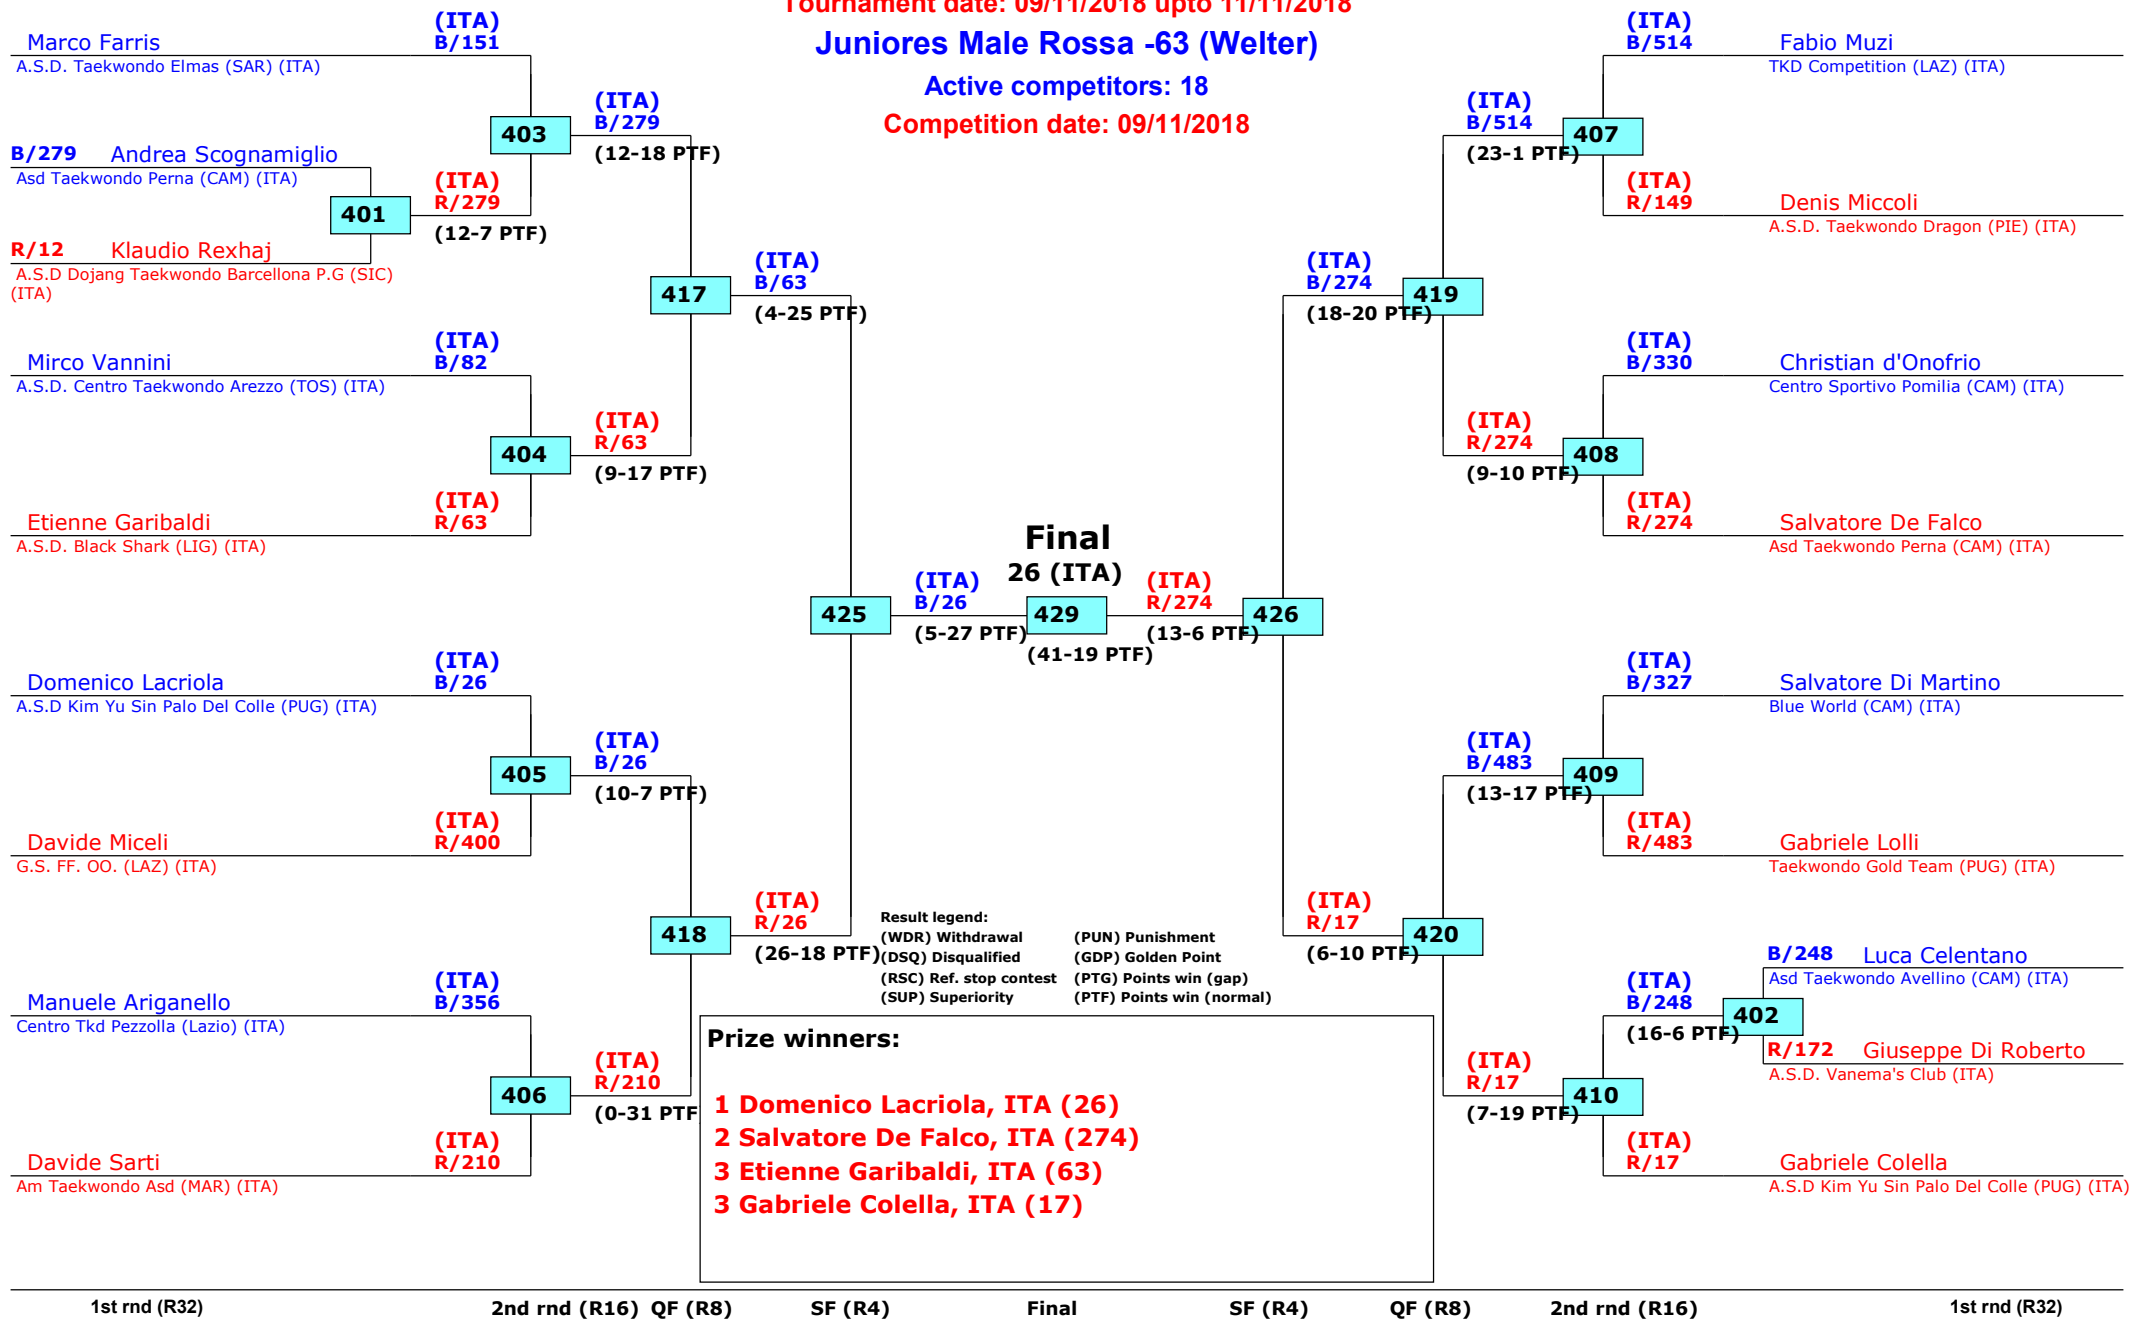 Tournament date: 09/11/2018 upto 11/11/2018
Juniores Male Rossa -63 (Welter)
Active competitors: 18
Competition date: 09/11/2018
(ITA)
Marco Farris B/151
A.S.D. Taekwondo Elmas (SAR) (ITA)
B/279 Andrea Scognamiglio
Asd Taekwondo Perna (CAM) (ITA)
401
R/12 Klaudio Rexhaj
A.S.D Dojang Taekwondo Barcellona P.G (SIC)
(ITA)
(ITA)
R/279
(12-7 PTF)
403
(ITA)
B/279
(12-18 PTF)
(ITA)
Mirco Vannini B/82
A.S.D. Centro Taekwondo Arezzo (TOS) (ITA)
404
(ITA)
R/63
(9-17 PTF)
(ITA)
Etienne Garibaldi R/63
A.S.D. Black Shark (LIG) (ITA)
417
(ITA)
B/63
(4-25 PTF)
(ITA)
Domenico Lacriola B/26
A.S.D Kim Yu Sin Palo Del Colle (PUG) (ITA)
405
(ITA)
B/26
(10-7 PTF)
(ITA)
Davide Miceli R/400
G.S. FF. OO. (LAZ) (ITA)
418
(ITA)
R/26
(26-18 PTF)
(ITA)
Manuele Ariganello B/356
Centro Tkd Pezzolla (Lazio) (ITA)
406
(ITA)
R/210
(0-31 PTF
(ITA)
Davide Sarti R/210
Am Taekwondo Asd (MAR) (ITA)
425
(ITA)
B/26
(5-27 PTF)
Final
26 (ITA)
429
(41-19 PTF)
(ITA)
R/274
(13-6 PTF)
426
(ITA)
B/274
(18-20 PTF)
419
(ITA)
B/514
(23-1 PTF)
407
(ITA)
B/514 Fabio Muzi
TKD Competition (LAZ) (ITA)
(ITA)
R/149 Denis Miccoli
A.S.D. Taekwondo Dragon (PIE) (ITA)
(ITA)
R/274
(9-10 PTF)
408
(ITA)
B/330 Christian d'Onofrio
Centro Sportivo Pomilia (CAM) (ITA)
(ITA)
R/274 Salvatore De Falco
Asd Taekwondo Perna (CAM) (ITA)
(ITA)
R/17
(6-10 PTF)
420
(ITA)
B/483
(13-17 PTF)
409
(ITA)
B/327 Salvatore Di Martino
Blue World (CAM) (ITA)
(ITA)
R/483 Gabriele Lolli
Taekwondo Gold Team (PUG) (ITA)
(ITA)
R/17
(7-19 PTF)
410
(ITA)
B/248
(16-6 PTF)
402
B/248 Luca Celentano
Asd Taekwondo Avellino (CAM) (ITA)
R/172 Giuseppe Di Roberto
A.S.D. Vanema's Club (ITA)
(ITA)
R/17 Gabriele Colella
A.S.D Kim Yu Sin Palo Del Colle (PUG) (ITA)
Result legend:
(WDR) Withdrawal (PUN) Punishment
(DSQ) Disqualified (GDP) Golden Point
(RSC) Ref. stop contest (PTG) Points win (gap)
(SUP) Superiority (PTF) Points win (normal)
Prize winners:
1 Domenico Lacriola, ITA (26)
2 Salvatore De Falco, ITA (274)
3 Etienne Garibaldi, ITA (63)
3 Gabriele Colella, ITA (17)
1st rnd (R32) 2nd rnd (R16) QF (R8) SF (R4) Final SF (R4) QF (R8) 2nd rnd (R16) 1st rnd (R32)